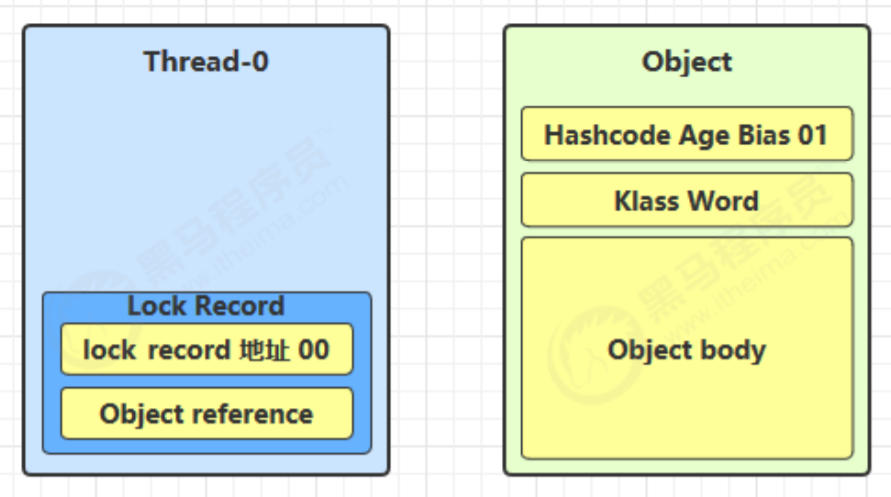 Thread-0
Lock Record
lock record 地址 00
Object reference
Object
Hashcode Age Bias 01
Klass Word
Object body
黑马程序员
www.itheima.com
黑马程序员
www.itheima.com